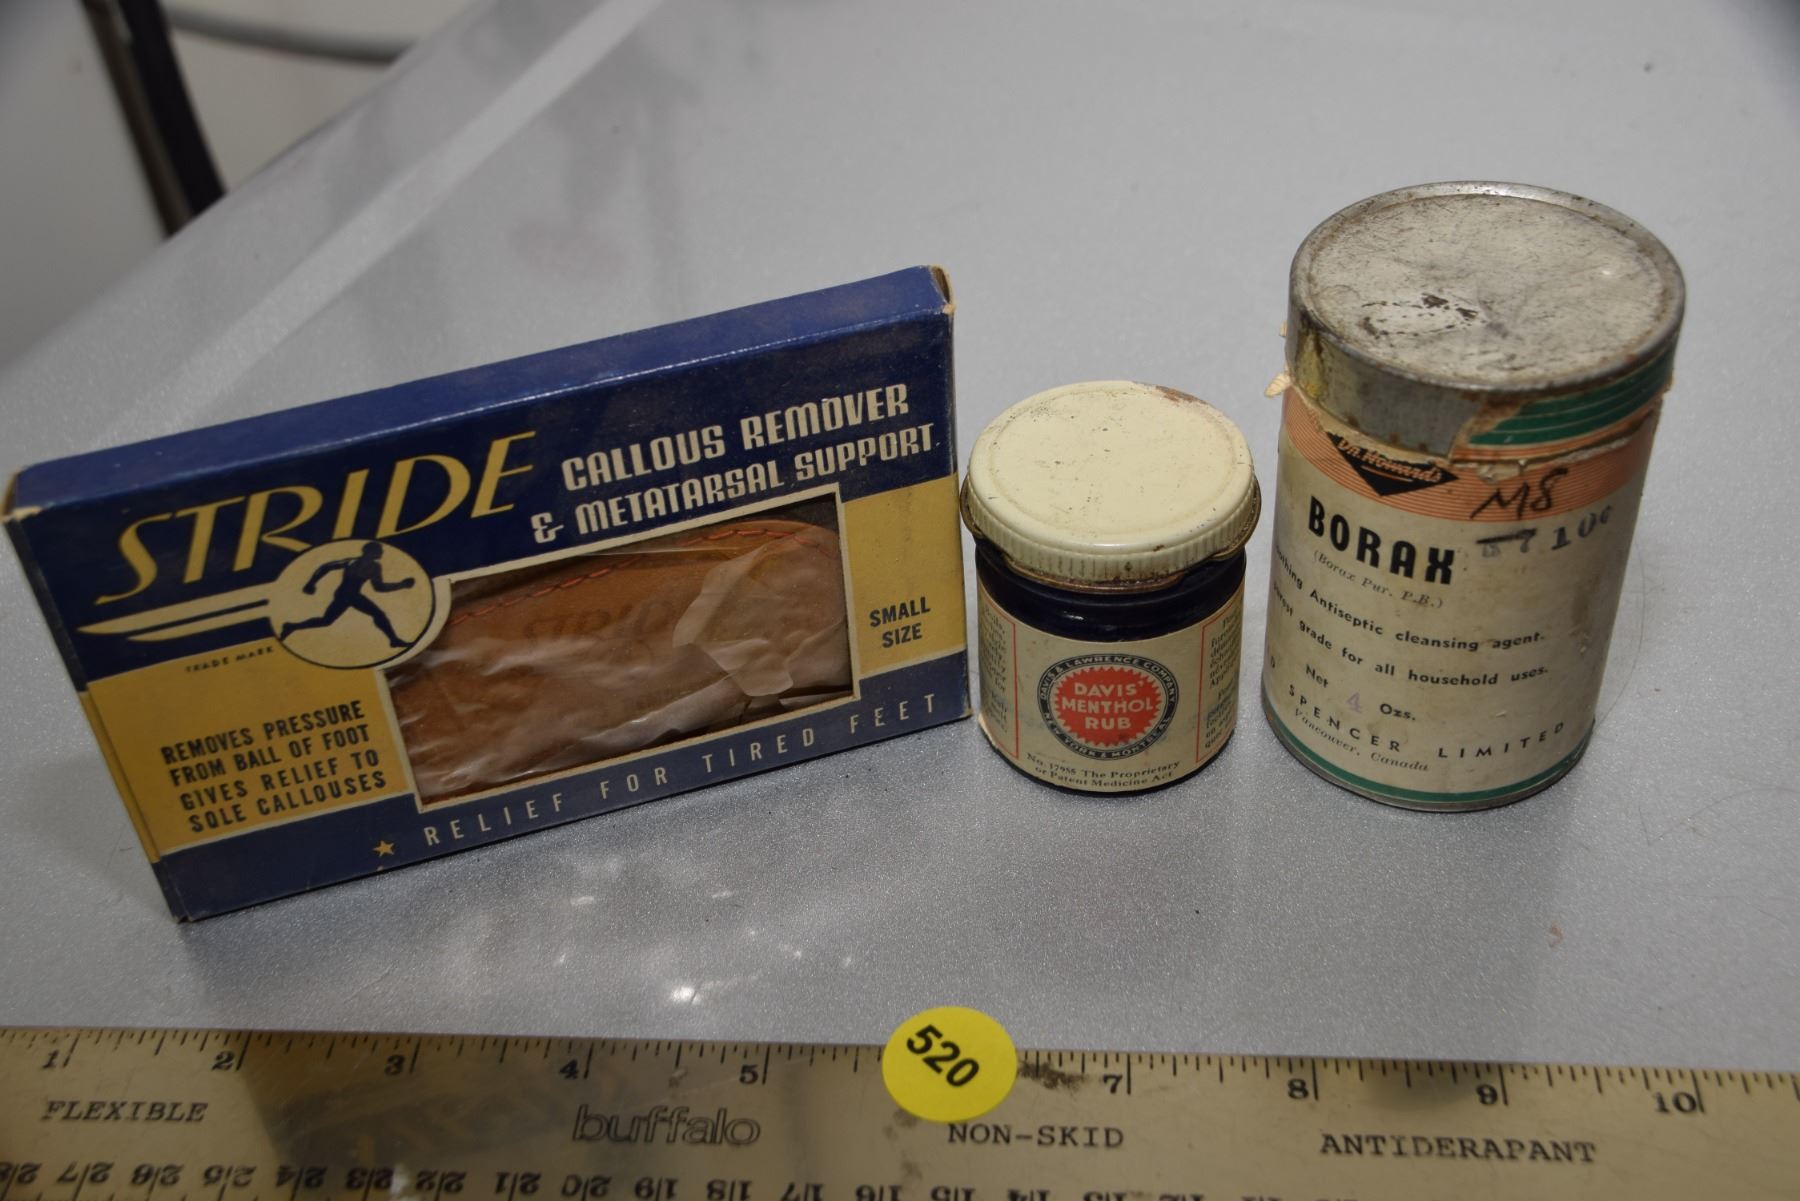 STRIDE
CALLOUS REMOVER
& METATARSAL SUPPORT
TRADE MARK
SMALL
SIZE
REMOVES PRESSURE
FROM BALL OF FOOT
GIVES RELIEF TO
SOLE CALLOUSES
STRIDE
★ RELIEF FOR TIRED FEET
DAVIS & LAWRENCE COMPANY
DAVIS'
MENTHOL
RUB
NEW YORK & MONTREAL
No. 17955 The Proprietary
or Patent Medicine Act
Dr. Howards
M8
BORAX
710¢
(Borax Pur. P.B.)
Antiseptic cleansing agent.
grade for all household uses.
Net 4 Ozs.
SPENCER LIMITED
Vancouver, Canada
520
1 2 3 4 5 7 8 9 10
FLEXIBLE buffalo NON-SKID ANTIDERAPANT